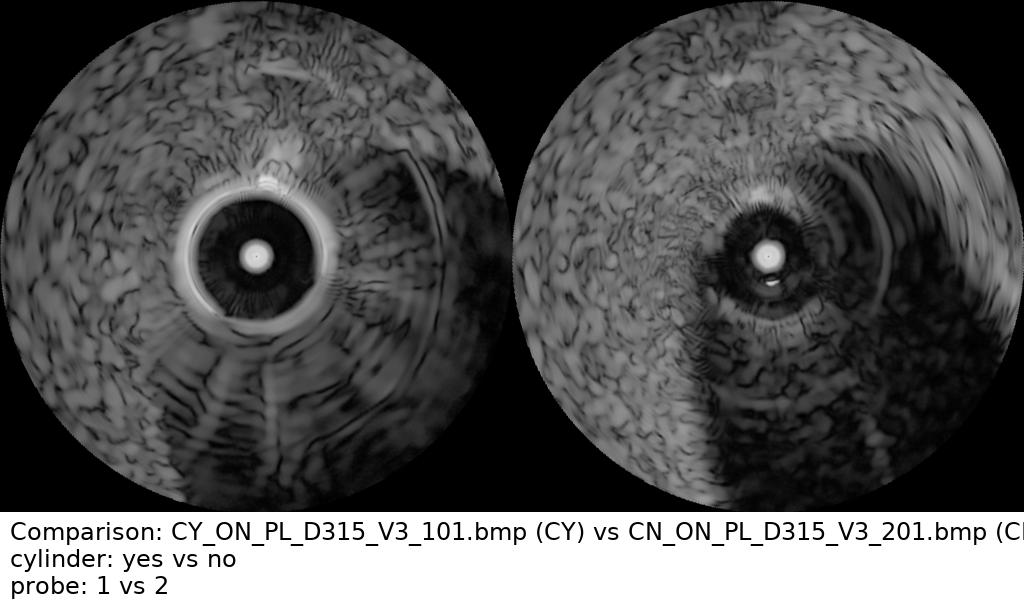 Comparison: CY_ON_PL_D315_V3_101.bmp (CY) vs CN_ON_PL_D315_V3_201.bmp (C
cylinder: yes vs no
probe: 1 vs 2